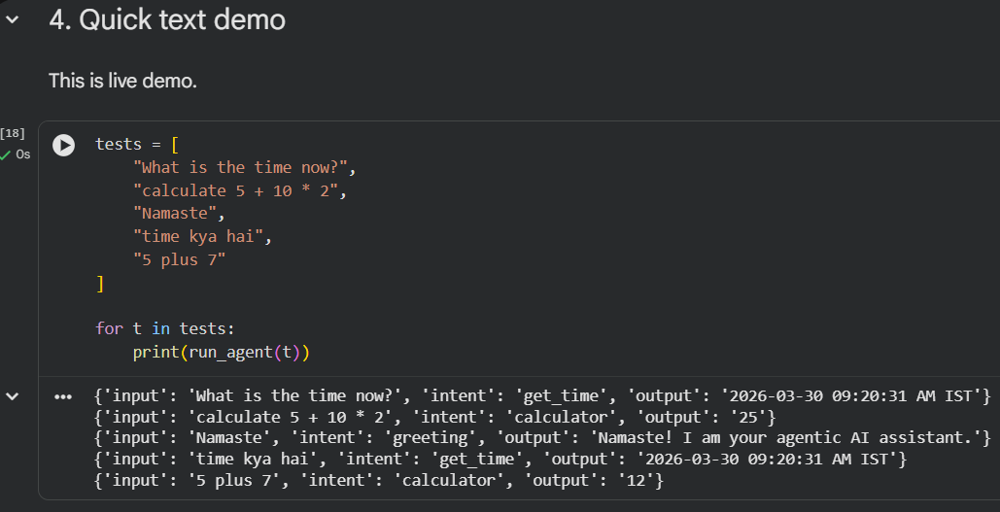 4. Quick text demo
This is live demo.
[18]
0s
tests = [
    "What is the time now?",
    "calculate 5 + 10 * 2",
    "Namaste",
    "time kya hai",
    "5 plus 7"
]
for t in tests:
    print(run_agent(t))
{'input': 'What is the time now?', 'intent': 'get_time', 'output': '2026-03-30 09:20:31 AM IST'}
{'input': 'calculate 5 + 10 * 2', 'intent': 'calculator', 'output': '25'}
{'input': 'Namaste', 'intent': 'greeting', 'output': 'Namaste! I am your agentic AI assistant.'}
{'input': 'time kya hai', 'intent': 'get_time', 'output': '2026-03-30 09:20:31 AM IST'}
{'input': '5 plus 7', 'intent': 'calculator', 'output': '12'}